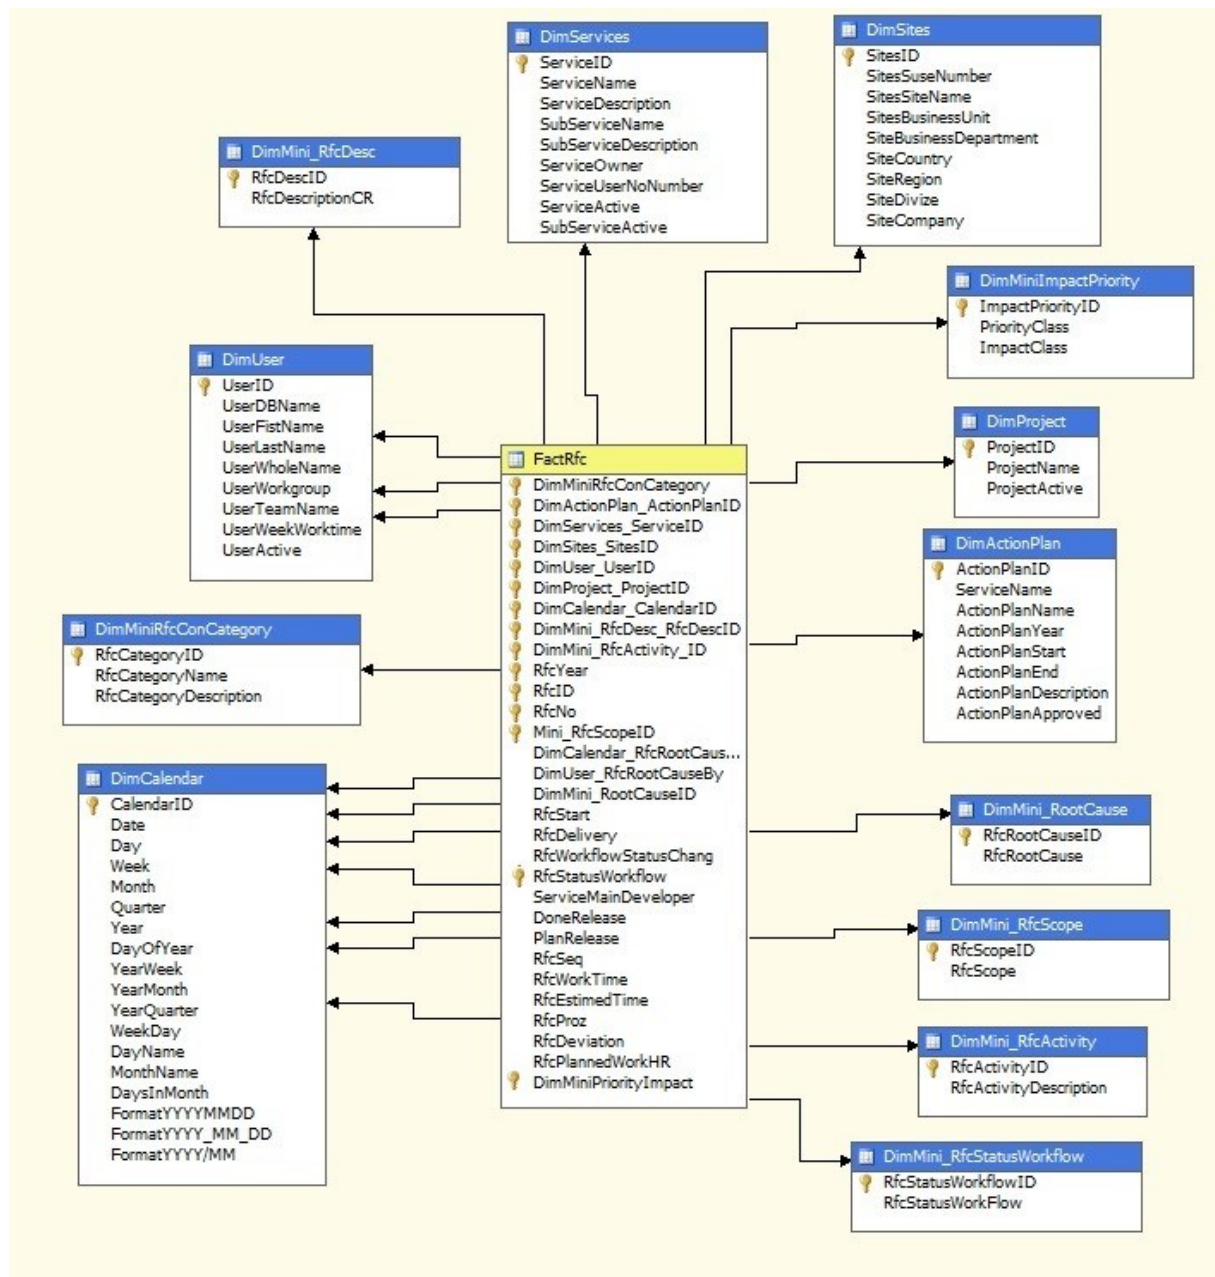 DimServices
ServiceID
ServiceName
ServiceDescription
SubServiceName
SubServiceDescription
ServiceOwner
ServiceUserNoNumber
ServiceActive
SubServiceActive
DimSites
SitesID
SitesSuseNumber
SitesSiteName
SitesBusinessUnit
SiteBusinessDepartment
SiteCountry
SiteRegion
SiteDivize
SiteCompany
DimMini_RfcDesc
RfcDescID
RfcDescriptionCR
DimMiniImpactPriority
ImpactPriorityID
PriorityClass
ImpactClass
DimUser
UserID
UserDBName
UserFistName
UserLastName
UserWholeName
UserWorkgroup
UserTeamName
UserWeekWorktime
UserActive
DimProject
ProjectID
ProjectName
ProjectActive
FactRfc
DimMiniRfcConCategory
DimActionPlan_ActionPlanID
DimServices_ServiceID
DimSites_SitesID
DimUser_UserID
DimProject_ProjectID
DimCalendar_CalendarID
DimMini_RfcDesc_RfcDescID
DimMini_RfcActivity_ID
RfcYear
RfcID
RfcNo
Mini_RfcScopeID
DimCalendar_RfcRootCaus...
DimUser_RfcRootCauseBy
DimMini_RootCauseID
RfcStart
RfcDelivery
RfcWorkflowStatusChang
RfcStatusWorkflow
ServiceMainDeveloper
DoneRelease
PlanRelease
RfcSeq
RfcWorkTime
RfcEstimedTime
RfcProz
RfcDeviation
RfcPlannedWorkHR
DimMiniPriorityImpact
DimActionPlan
ActionPlanID
ServiceName
ActionPlanName
ActionPlanYear
ActionPlanStart
ActionPlanEnd
ActionPlanDescription
ActionPlanApproved
DimMiniRfcConCategory
RfcCategoryID
RfcCategoryName
RfcCategoryDescription
DimCalendar
CalendarID
Date
Day
Week
Month
Quarter
Year
DayOfYear
YearWeek
YearMonth
YearQuarter
WeekDay
DayName
MonthName
DaysInMonth
FormatYYYYMMDD
FormatYYYY_MM_DD
FormatYYYY/MM
DimMini_RootCause
RfcRootCauseID
RfcRootCause
DimMini_RfcScope
RfcScopeID
RfcScope
DimMini_RfcActivity
RfcActivityID
RfcActivityDescription
DimMini_RfcStatusWorkflow
RfcStatusWorkflowID
RfcStatusWorkFlow